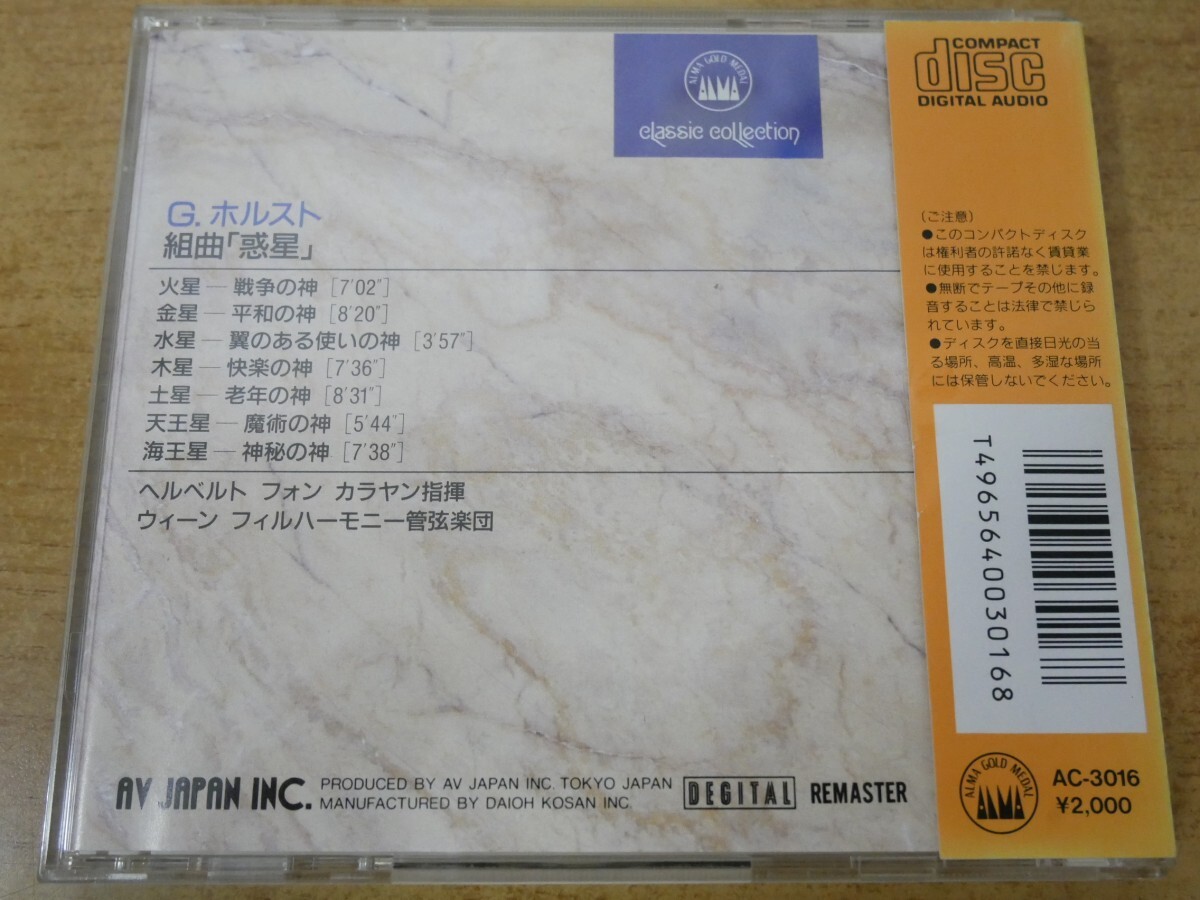 ALMA GOLD MEDAL
ALMA
classic collection
G. ホルスト
組曲「惑星」
火星 ― 戦争の神 [7'02"]
金星 ― 平和の神 [8'20"]
水星 ― 翼のある使いの神 [3'57"]
木星 ― 快楽の神 [7'36"]
土星 ― 老年の神 [8'31"]
天王星 ― 魔術の神 [5'44"]
海王星 ― 神秘の神 [7'38"]
ヘルベルト フォン カラヤン指揮
ウィーン フィルハーモニー管弦楽団
AV JAPAN INC.
PRODUCED BY AV JAPAN INC. TOKYO JAPAN
MANUFACTURED BY DAIOH KOSAN INC.
DEGITAL REMASTER
COMPACT
disc
DIGITAL AUDIO
(ご注意)
●このコンパクトディスク
は権利者の許諾なく賃貸業
に使用することを禁じます。
●無断でテープその他に録
音することは法律で禁じら
れています。
●ディスクを直接日光の当
る場所、高温、多湿な場所
には保管しないでください。
T4965640030168
ALMA GOLD MEDAL
ALMA
AC-3016
¥2,000